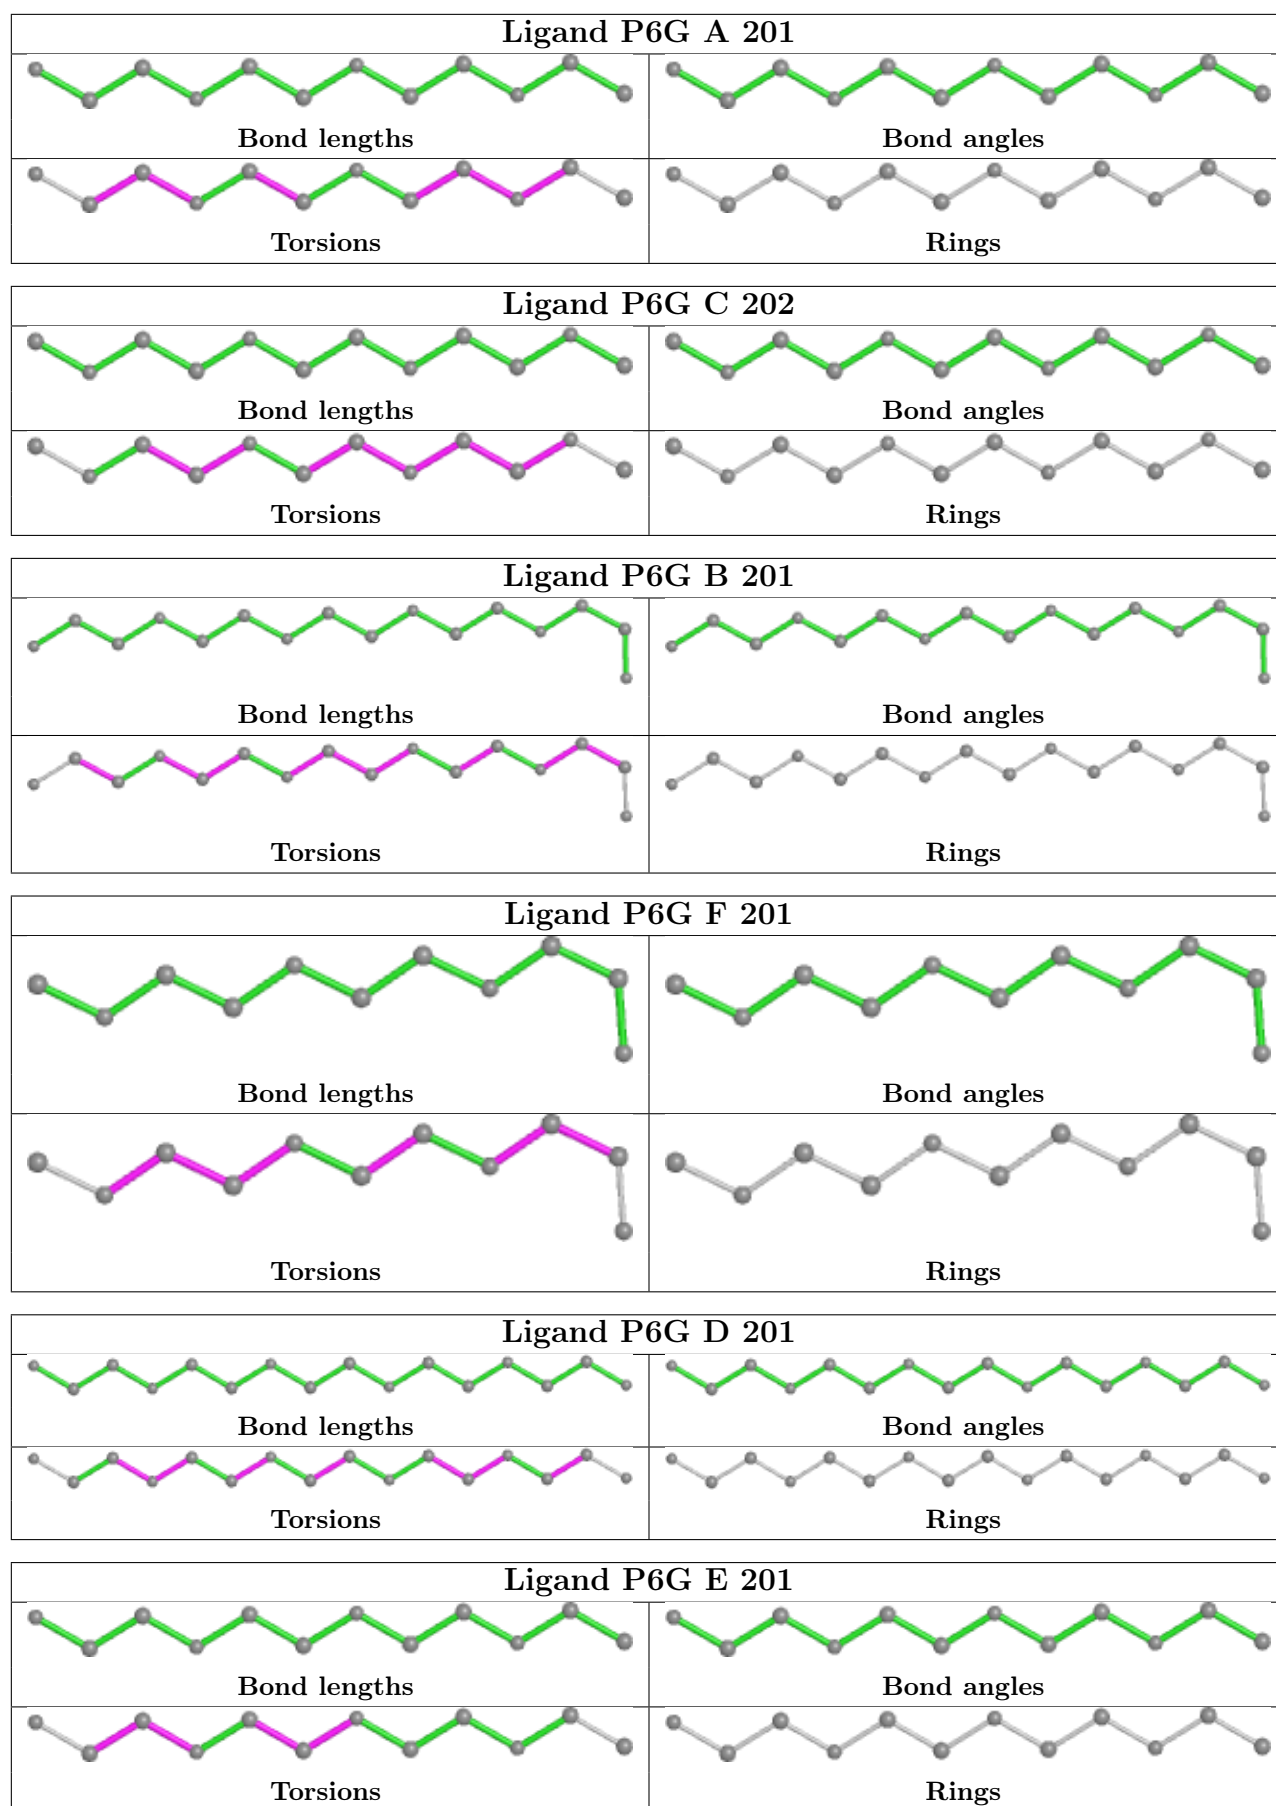 Ligand P6G A 201
Bond lengths Bond angles
Torsions Rings
Ligand P6G C 202
Bond lengths Bond angles
Torsions Rings
Ligand P6G B 201
Bond lengths Bond angles
Torsions Rings
Ligand P6G F 201
Bond lengths Bond angles
Torsions Rings
Ligand P6G D 201
Bond lengths Bond angles
Torsions Rings
Ligand P6G E 201
Bond lengths Bond angles
Torsions Rings